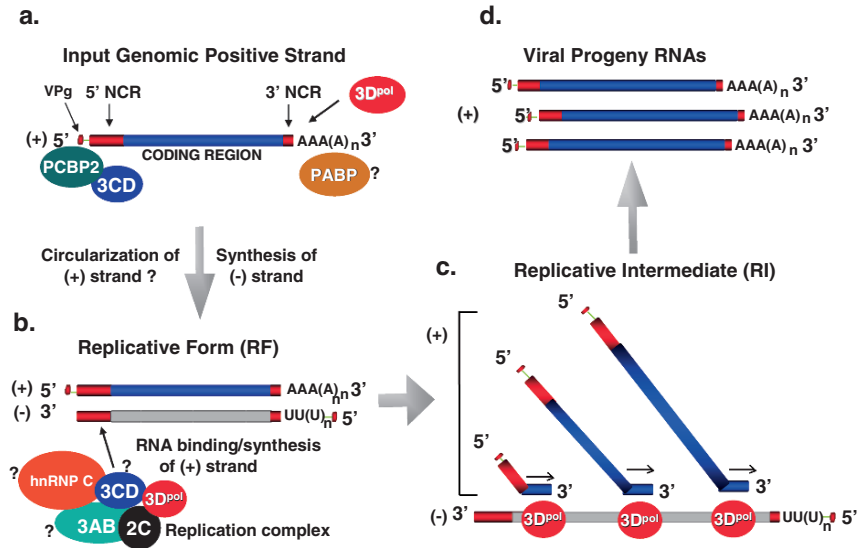 a.
Input Genomic Positive Strand
VPg
5' NCR
3' NCR
3Dpol
(+) 5'
AAA(A)n3'
CODING REGION
PCBP2
3CD
PABP
?
Circularization of
(+) strand ?
Synthesis of
(-) strand
b.
Replicative Form (RF)
(+) 5'
AAA(A)nn3'
(-) 3'
UU(U)n 5'
RNA binding/synthesis
of (+) strand
?
hnRNP C
?
3CD
3Dpol
?
3AB
2C
Replication complex
c.
Replicative Intermediate (RI)
(+)
5'
5'
5'
3'
3'
3'
(-) 3'
3Dpol
3Dpol
3Dpol
UU(U)n 5'
d.
Viral Progeny RNAs
AAA(A)n 3'
(+)
5'
5'
AAA(A)n 3'
5'
AAA(A)n 3'